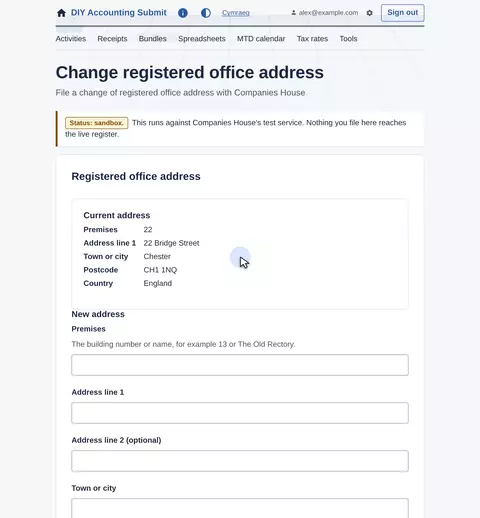 DIY Accounting Submit
Cymraeg
alex@example.com
Sign out
Activities Receipts Bundles Spreadsheets MTD calendar Tax rates Tools
Change registered office address
File a change of registered office address with Companies House
Status: sandbox. This runs against Companies House's test service. Nothing you file here reaches
the live register.
Registered office address
Current address
Premises 22
Address line 1 22 Bridge Street
Town or city Chester
Postcode CH1 1NQ
Country England
New address
Premises
The building number or name, for example 13 or The Old Rectory.
Address line 1
Address line 2 (optional)
Town or city